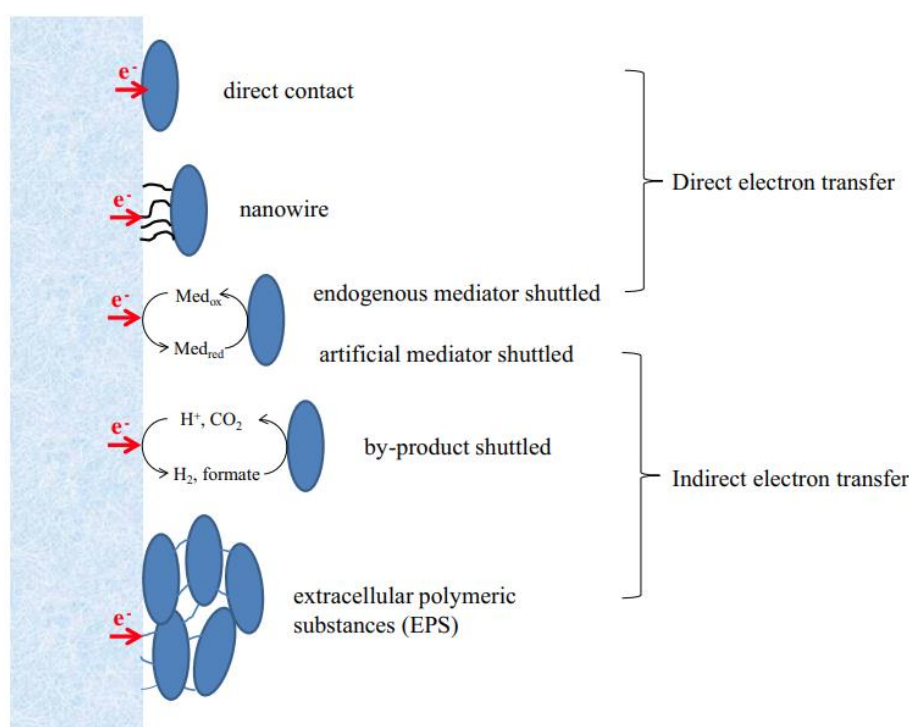 e-
direct contact
Direct electron transfer
e-
nanowire
e-
Medox
Medred
endogenous mediator shuttled
artificial mediator shuttled
e-
H+, CO2
H2, formate
by-product shuttled
Indirect electron transfer
e-
extracellular polymeric
substances (EPS)